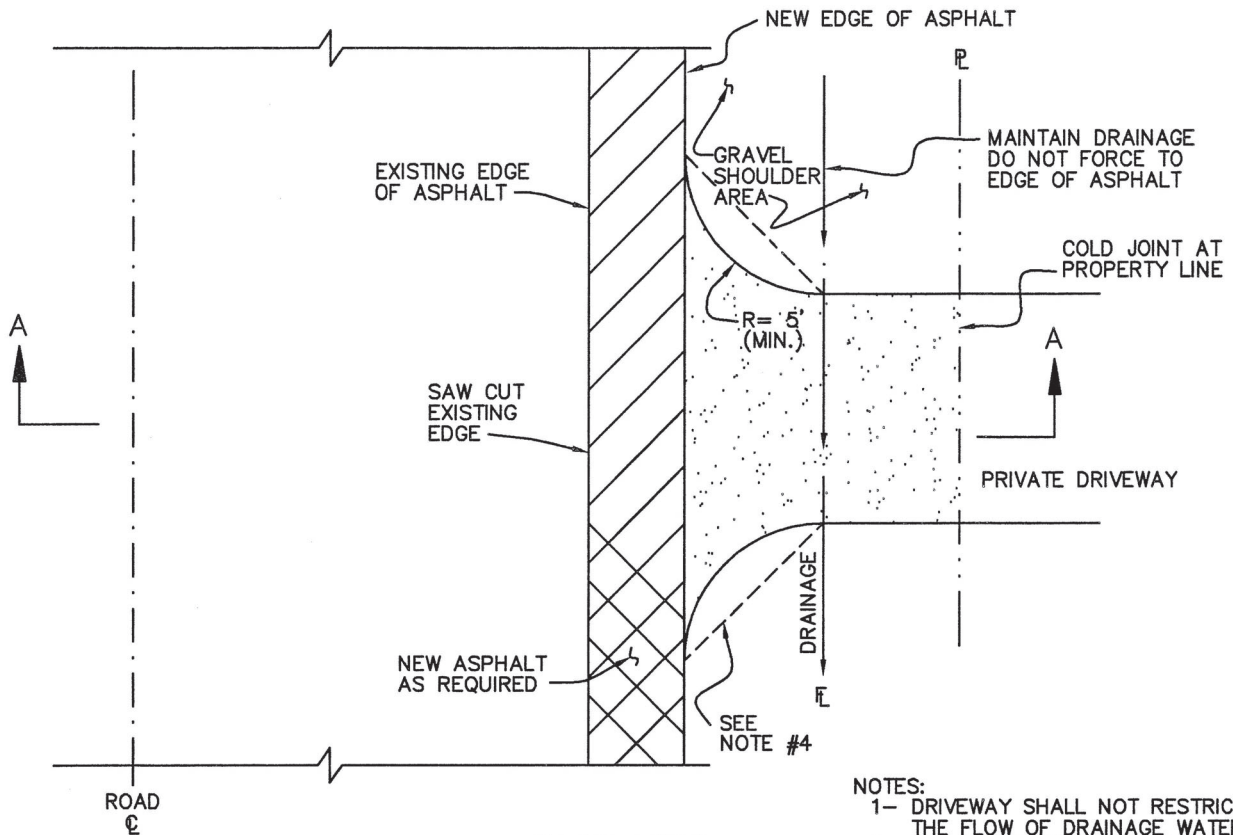 NEW EDGE OF ASPHALT
PL
EXISTING EDGE
OF ASPHALT
GRAVEL
SHOULDER
AREA
MAINTAIN DRAINAGE
DO NOT FORCE TO
EDGE OF ASPHALT
COLD JOINT AT
PROPERTY LINE
R= 5'
(MIN.)
A
A
SAW CUT
EXISTING
EDGE
PRIVATE DRIVEWAY
DRAINAGE
NEW ASPHALT
AS REQUIRED
FL
SEE
NOTE #4
ROAD
CL
NOTES:
1- DRIVEWAY SHALL NOT RESTRIC
THE FLOW OF DRAINAGE WATER